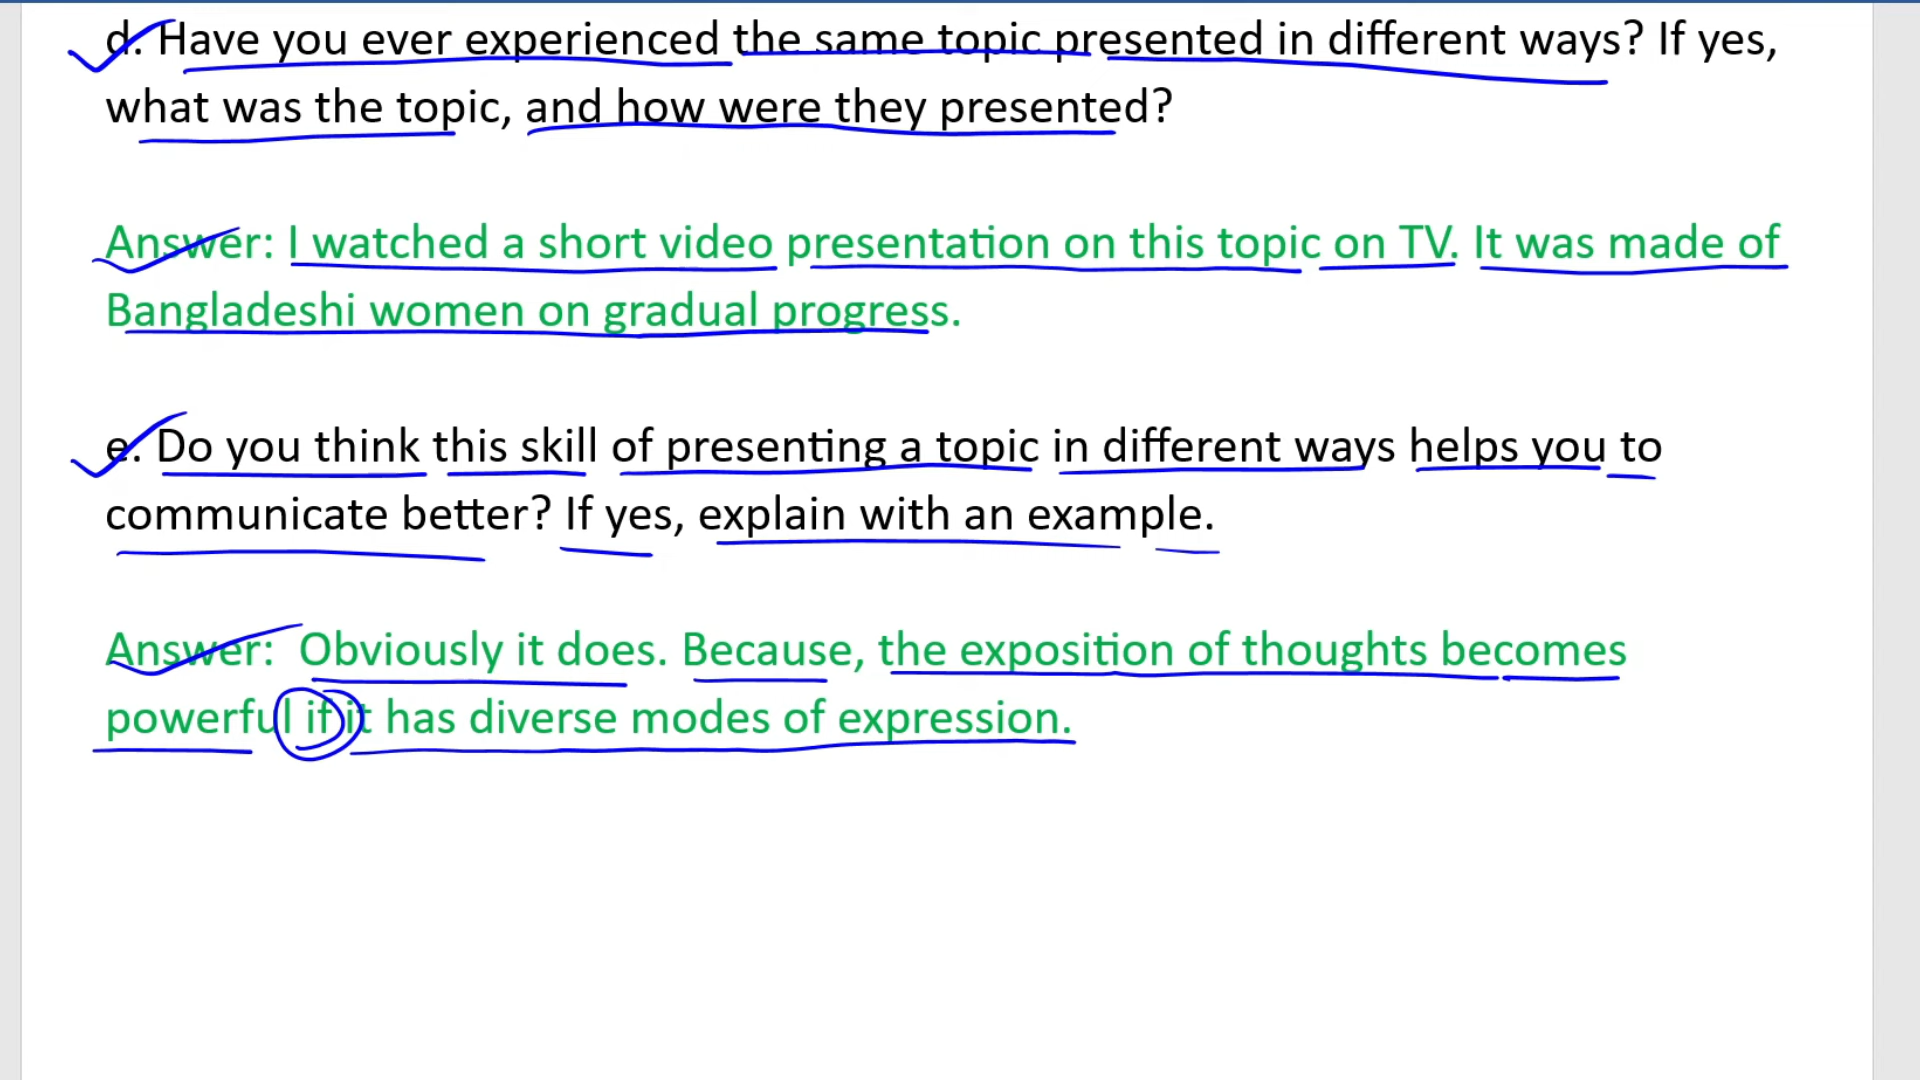 d. Have you ever experienced the same topic presented in different ways? If yes,
what was the topic, and how were they presented?
Answer: I watched a short video presentation on this topic on TV. It was made of
Bangladeshi women on gradual progress.
e. Do you think this skill of presenting a topic in different ways helps you to
communicate better? If yes, explain with an example.
Answer: Obviously it does. Because, the exposition of thoughts becomes
powerful if it has diverse modes of expression.